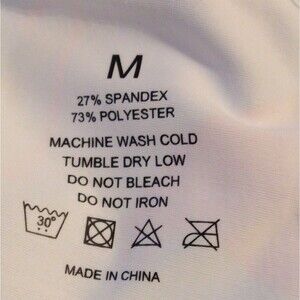 M
27% SPANDEX
73% POLYESTER
MACHINE WASH COLD
TUMBLE DRY LOW
DO NOT BLEACH
DO NOT IRON
30°
MADE IN CHINA